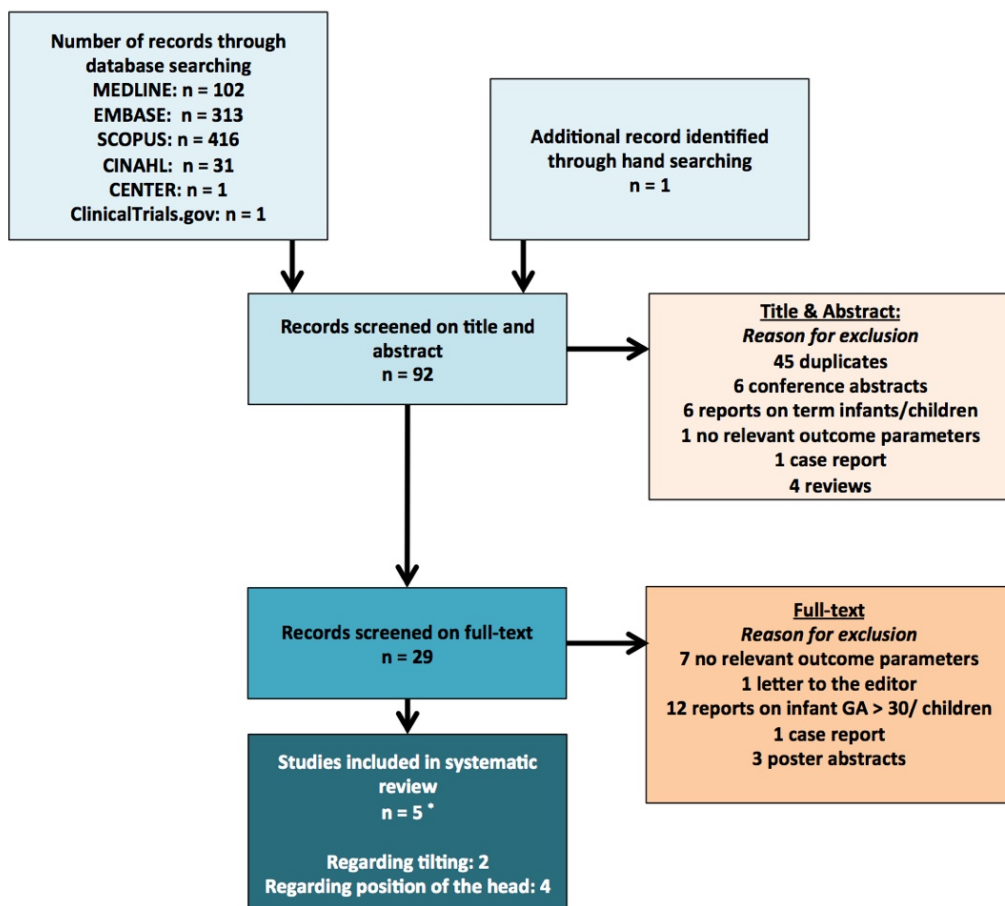 Number of records through
database searching
MEDLINE: n = 102
EMBASE: n = 313
SCOPUS: n = 416
CINAHL: n = 31
CENTER: n = 1
ClinicalTrials.gov: n = 1
Additional record identified
through hand searching
n = 1
Records screened on title and
abstract
n = 92
Title & Abstract:
Reason for exclusion
45 duplicates
6 conference abstracts
6 reports on term infants/children
1 no relevant outcome parameters
1 case report
4 reviews
Records screened on full-text
n = 29
Full-text
Reason for exclusion
7 no relevant outcome parameters
1 letter to the editor
12 reports on infant GA > 30/ children
1 case report
3 poster abstracts
Studies included in systematic
review
n = 5 *
Regarding tilting: 2
Regarding position of the head: 4